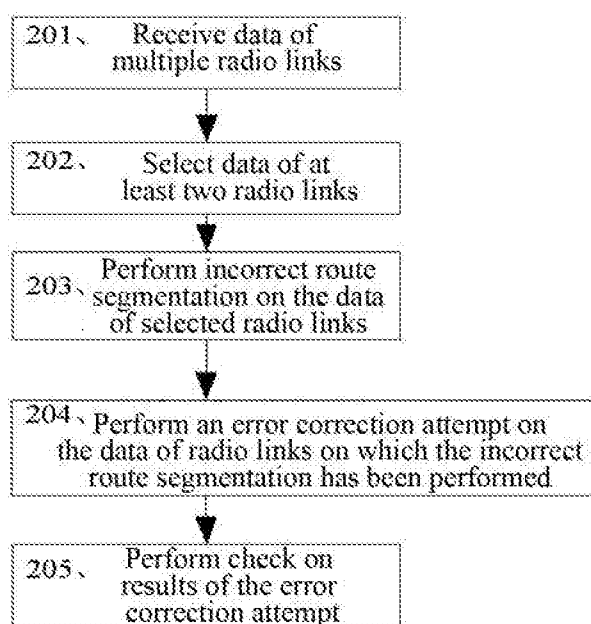 201、 Receive data of
multiple radio links
202、 Select data of at
least two radio links
Perform incorrect route
203、 segmentation on the data
of selected radio links
204、 Perform an error correction attempt on
the data of radio links on which the incorrect
route segmentation has been performed
Perform check on
205、 results of the error
correction attempt